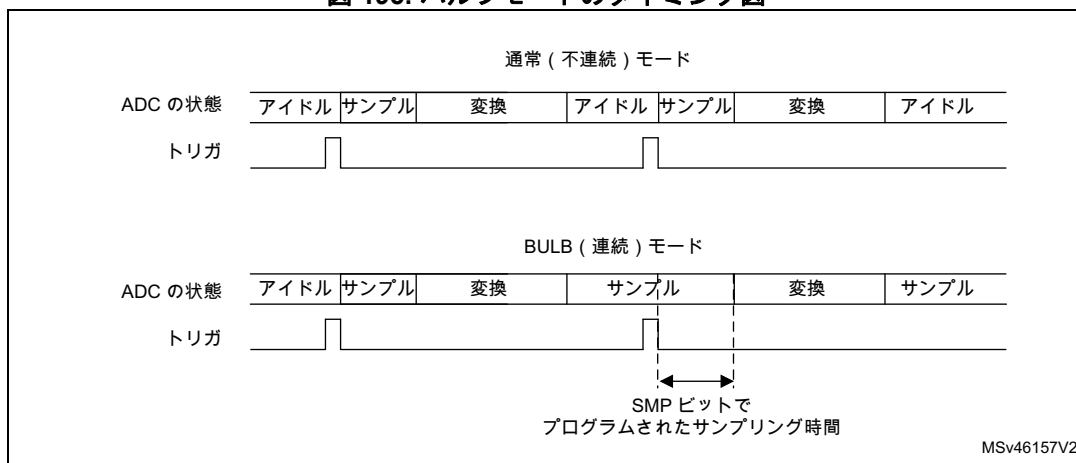 通常 ( 不連続 ) モード
ADC の状態 アイドル サンプル 変換 アイドル サンプル 変換 アイドル
トリガ
BULB ( 連続 ) モード
ADC の状態 アイドル サンプル 変換 サンプル 変換 サンプル
トリガ
SMP ビットで
プログラムされたサンプリング時間
MSv46157V2